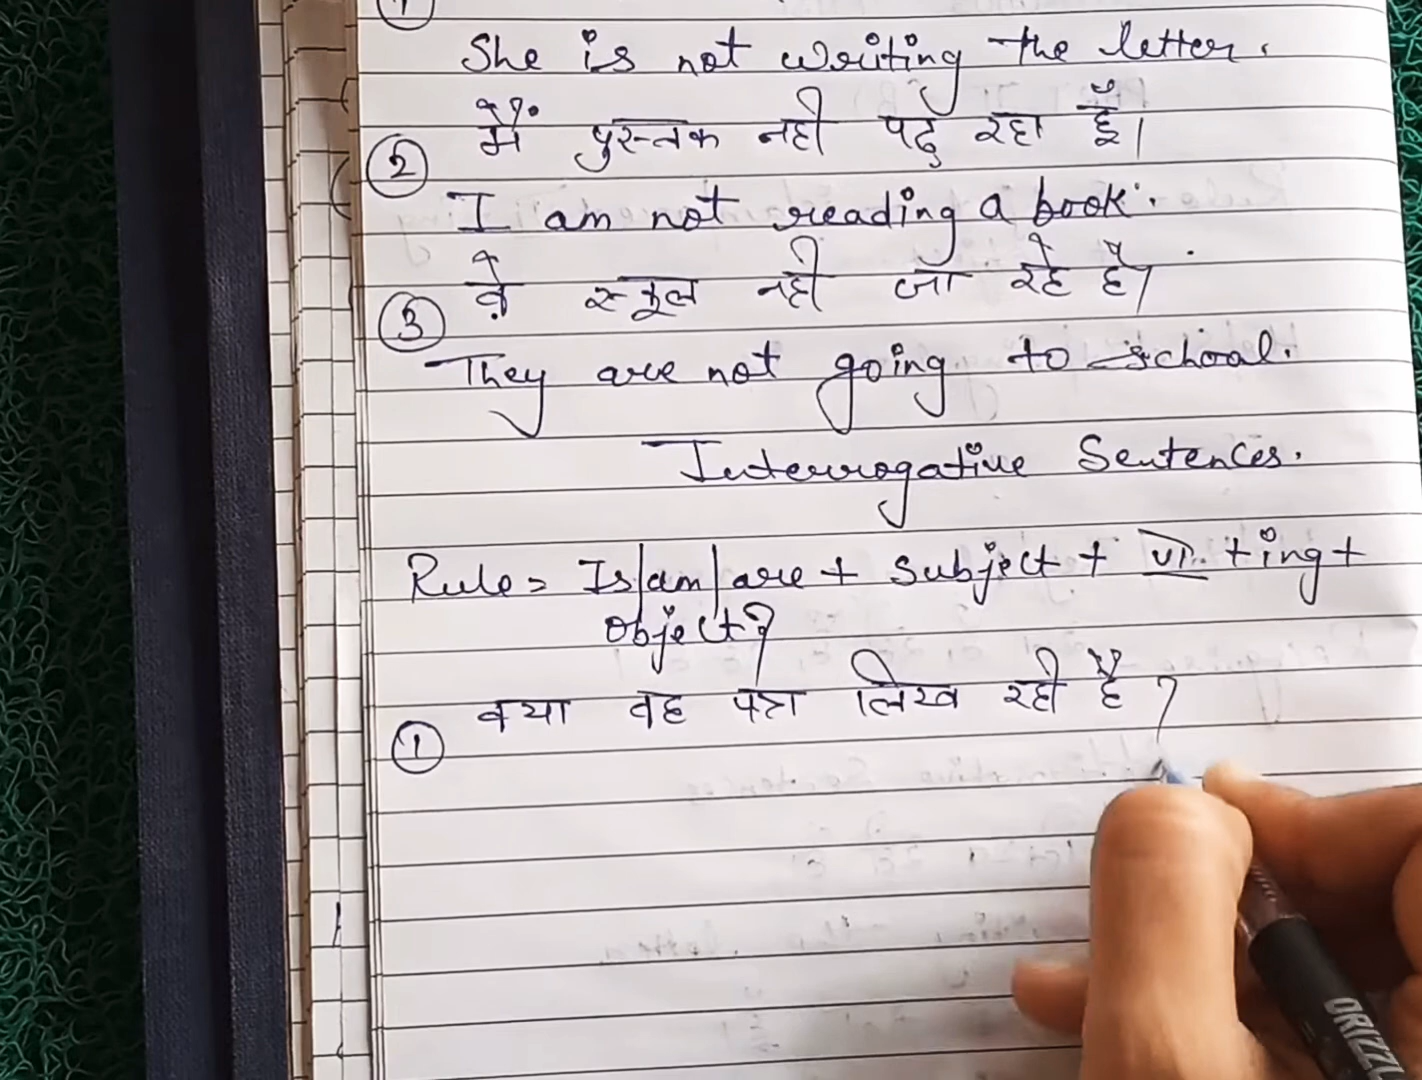 She is not writing the letter.
मैं पुस्तक नही पढ़ रहा हूँ।
② I am not reading a book.
वे स्कूल नही जा रहे है।
③ They are not going to school.
Interrogative Sentences.
Rule = Is/am/are + Subject + V1 + ing +
object?
① क्या वह पत्र लिख रही है ?